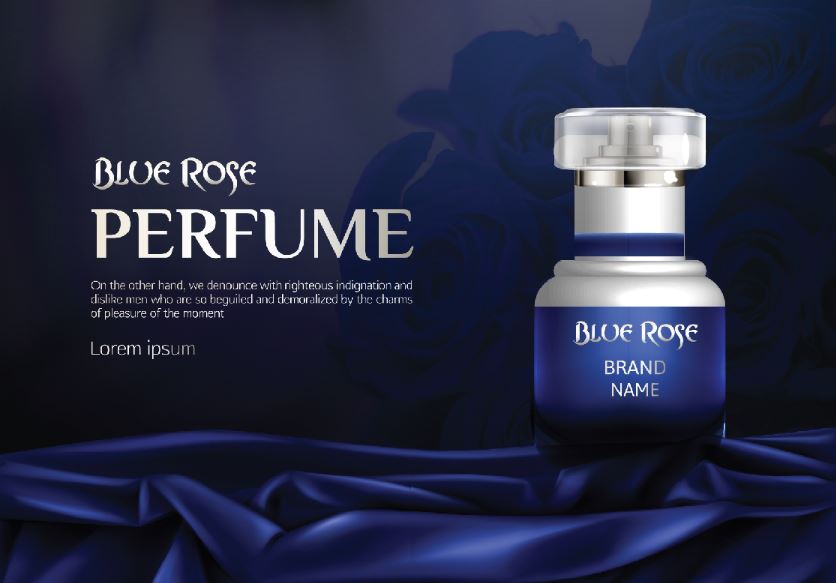 BLUE ROSE
PERFUME
On the other hand, we denounce with righteous indignation and
dislike men who are so beguiled and demoralized by the charms
of pleasure of the moment
Lorem ipsum
BLUE ROSE
BRAND
NAME